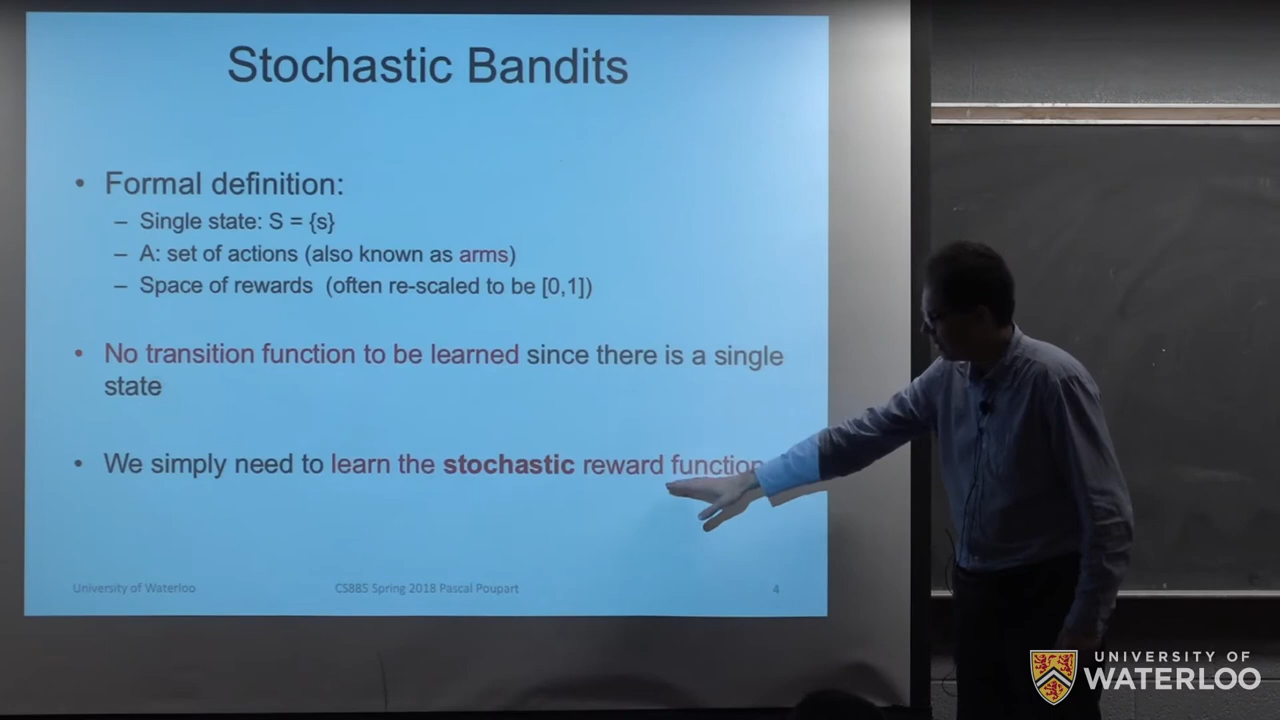 Stochastic Bandits
• Formal definition:
– Single state: S = {s}
– A: set of actions (also known as arms)
– Space of rewards (often re-scaled to be [0,1])
• No transition function to be learned since there is a single
state
• We simply need to learn the stochastic reward function
University of Waterloo
CS885 Spring 2018 Pascal Poupart
4
UNIVERSITY OF
WATERLOO